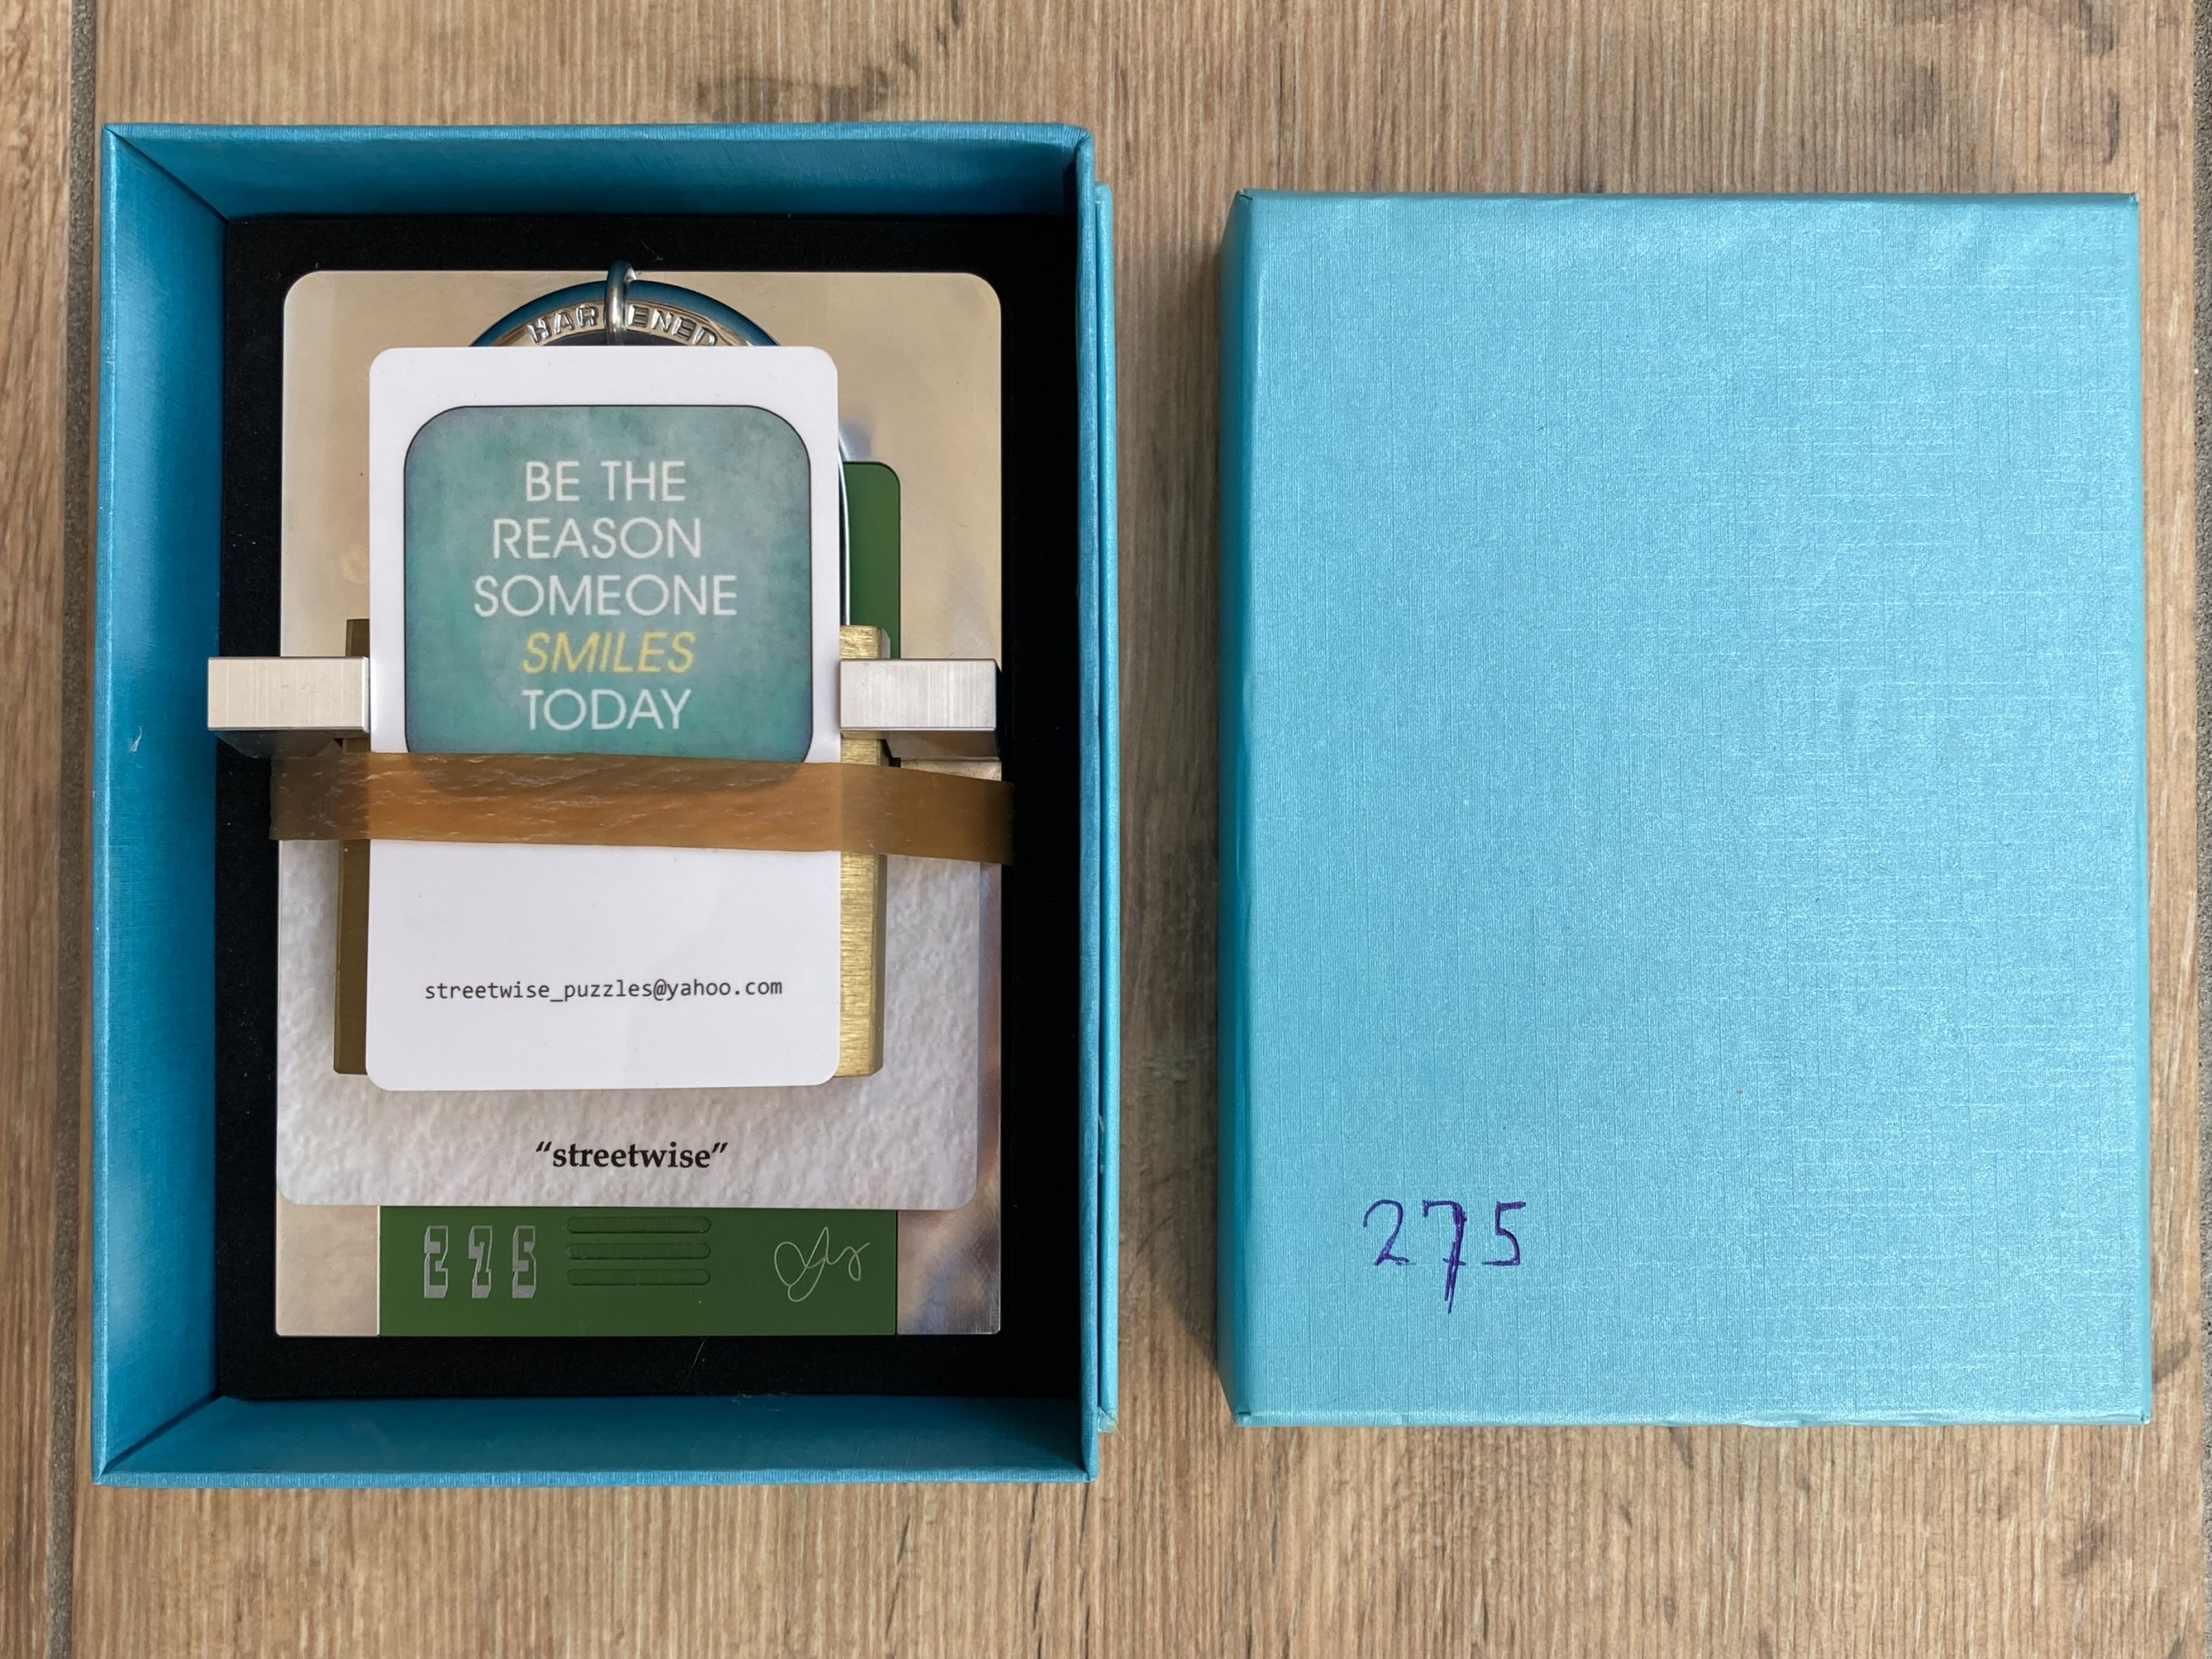 HARDENED
BE THE
REASON
SOMEONE
SMILES
TODAY
streetwise_puzzles@yahoo.com
“streetwise”
275
275